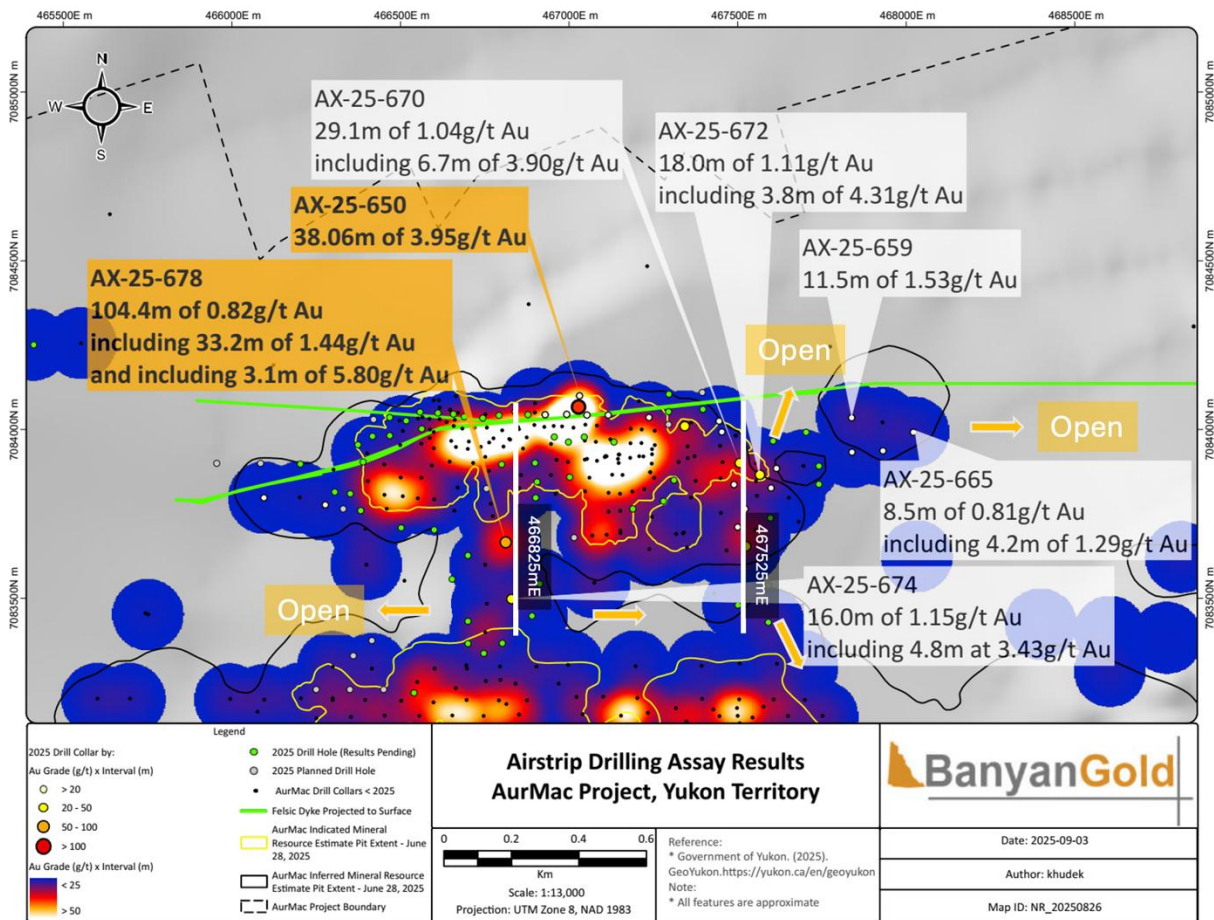 465500E m
466000E m
466500E m
467000E m
467500E m
468000E m
468500E m
7085000N m
7084500N m
7084000N m
7083500N m
7085000N m
7084500N m
7084000N m
7083500N m
N
W
E
S
AX-25-670
29.1m of 1.04g/t Au
including 6.7m of 3.90g/t Au
AX-25-672
18.0m of 1.11g/t Au
including 3.8m of 4.31g/t Au
AX-25-650
38.06m of 3.95g/t Au
AX-25-659
11.5m of 1.53g/t Au
AX-25-678
104.4m of 0.82g/t Au
including 33.2m of 1.44g/t Au
and including 3.1m of 5.80g/t Au
Open
Open
AX-25-665
8.5m of 0.81g/t Au
including 4.2m of 1.29g/t Au
466825mE
467525mE
Open
AX-25-674
16.0m of 1.15g/t Au
including 4.8m at 3.43g/t Au
Legend
2025 Drill Collar by:
Au Grade (g/t) x Interval (m)
> 20
20 - 50
50 - 100
> 100
Au Grade (g/t) x Interval (m)
< 25
> 50
2025 Drill Hole (Results Pending)
2025 Planned Drill Hole
AurMac Drill Collars < 2025
Felsic Dyke Projected to Surface
AurMac Indicated Mineral
Resource Estimate Pit Extent - June
28, 2025
AurMac Inferred Mineral Resource
Estimate Pit Extent - June 28, 2025
AurMac Project Boundary
Airstrip Drilling Assay Results
AurMac Project, Yukon Territory
0 0.2 0.4 0.6
Km
Scale: 1:13,000
Projection: UTM Zone 8, NAD 1983
Reference:
* Government of Yukon. (2025).
GeoYukon.https://yukon.ca/en/geoyukon
Note:
* All features are approximate
BanyanGold
Date: 2025-09-03
Author: khudek
Map ID: NR_20250826